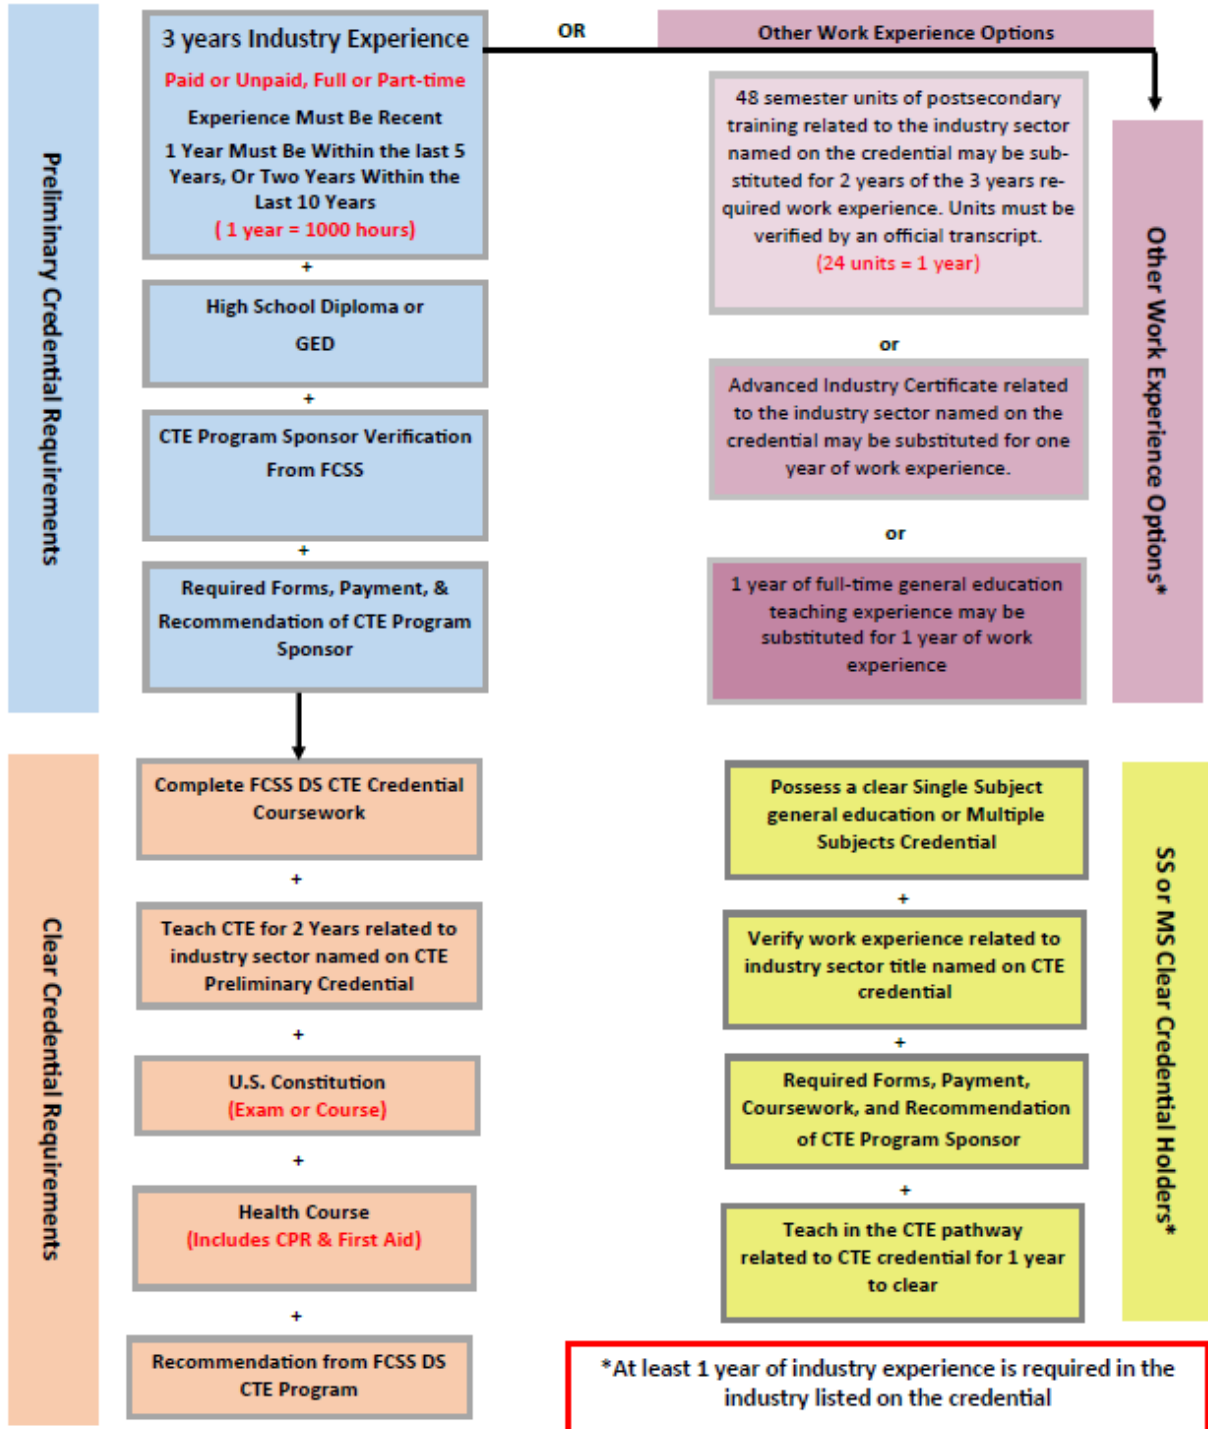 Preliminary Credential Requirements
3 years Industry Experience
Paid or Unpaid, Full or Part-time
Experience Must Be Recent
1 Year Must Be Within the last 5
Years, Or Two Years Within the
Last 10 Years
( 1 year = 1000 hours)
+
High School Diploma or
GED
+
CTE Program Sponsor Verification
From FCSS
+
Required Forms, Payment, &
Recommendation of CTE Program
Sponsor
OR
Other Work Experience Options
48 semester units of postsecondary
training related to the industry sector
named on the credential may be sub-
stituted for 2 years of the 3 years re-
quired work experience. Units must be
verified by an official transcript.
(24 units = 1 year)
or
Advanced Industry Certificate related
to the industry sector named on the
credential may be substituted for one
year of work experience.
or
1 year of full-time general education
teaching experience may be
substituted for 1 year of work
experience
Other Work Experience Options*
Clear Credential Requirements
Complete FCSS DS CTE Credential
Coursework
+
Teach CTE for 2 Years related to
industry sector named on CTE
Preliminary Credential
+
U.S. Constitution
(Exam or Course)
+
Health Course
(Includes CPR & First Aid)
+
Recommendation from FCSS DS
CTE Program
Possess a clear Single Subject
general education or Multiple
Subjects Credential
+
Verify work experience related to
industry sector title named on CTE
credential
+
Required Forms, Payment,
Coursework, and Recommendation
of CTE Program Sponsor
+
Teach in the CTE pathway
related to CTE credential for 1 year
to clear
SS or MS Clear Credential Holders*
*At least 1 year of industry experience is required in the
industry listed on the credential